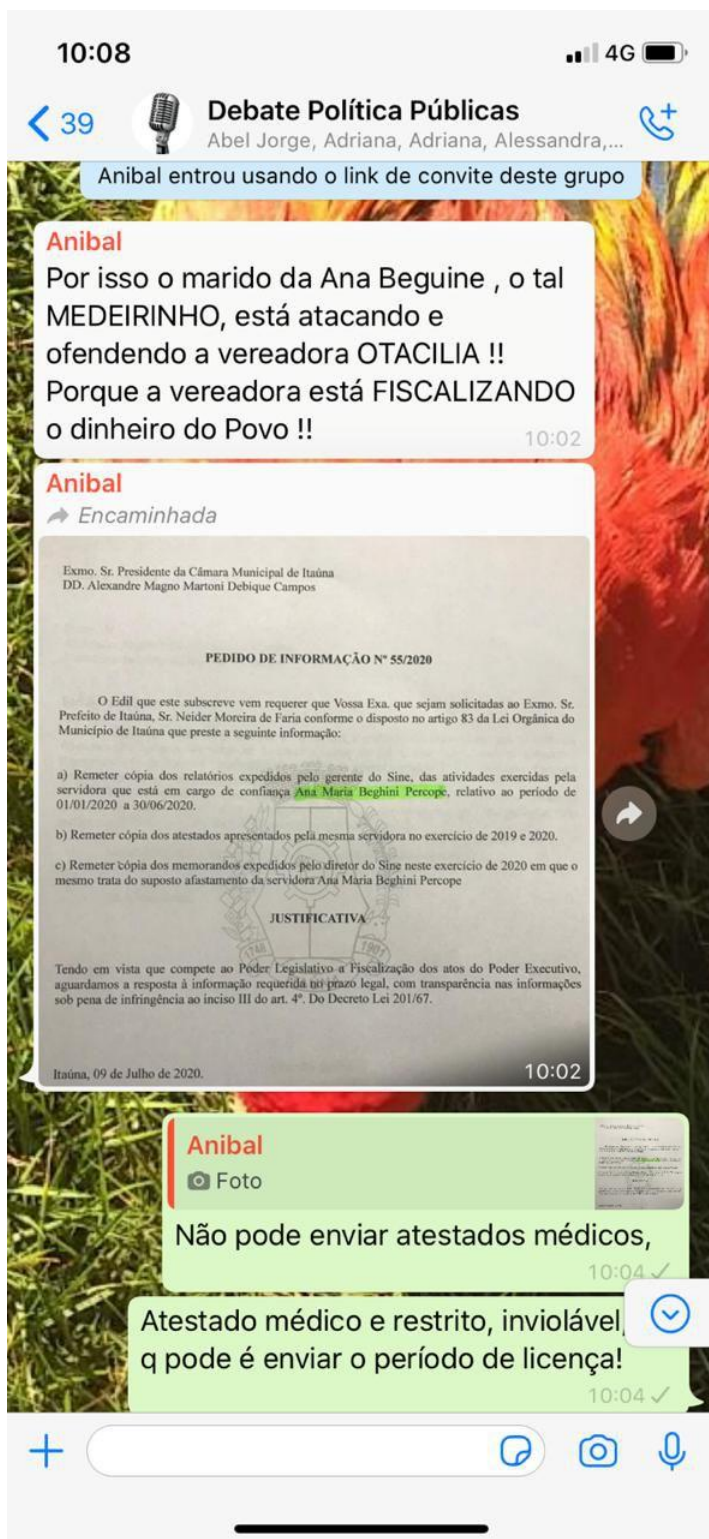 10:08
4G
39
Debate Política Públicas
Abel Jorge, Adriana, Adriana, Alessandra,...
Anibal entrou usando o link de convite deste grupo
Anibal
Por isso o marido da Ana Beguine , o tal
MEDEIRINHO, está atacando e
ofendendo a vereadora OTACILIA !!
Porque a vereadora está FISCALIZANDO
o dinheiro do Povo !!
10:02
Anibal
Encaminhada
Exmo. Sr. Presidente da Câmara Municipal de Itaúna
DD. Alexandre Magno Martoni Debique Campos
PEDIDO DE INFORMAÇÃO Nº 55/2020
O Edil que este subscreve vem requerer que Vossa Exa. que sejam solicitadas ao Exmo. Sr.
Prefeito de Itaúna, Sr. Neider Moreira de Faria conforme o disposto no artigo 83 da Lei Orgânica do
Município de Itaúna que preste a seguinte informação:
a) Remeter cópia dos relatórios expedidos pelo gerente do Sine, das atividades exercidas pela
servidora que está em cargo de confiança Ana Maria Beghini Percope, relativo ao período de
01/01/2020 a 30/06/2020.
b) Remeter cópia dos atestados apresentados pela mesma servidora no exercício de 2019 e 2020.
c) Remeter cópia dos memorandos expedidos pelo diretor do Sine neste exercício de 2020 em que o
mesmo trata do suposto afastamento da servidora Ana Maria Beghini Percope
JUSTIFICATIVA
1748
1901
Tendo em vista que compete ao Poder Legislativo a Fiscalização dos atos do Poder Executivo,
aguardamos a resposta à informação requerida no prazo legal, com transparência nas informações
sob pena de infringência ao inciso III do art. 4º. Do Decreto Lei 201/67.
Itaúna, 09 de Julho de 2020.
10:02
Anibal
Foto
Não pode enviar atestados médicos,
10:04
Atestado médico e restrito, inviolável,
q pode é enviar o período de licença!
10:04